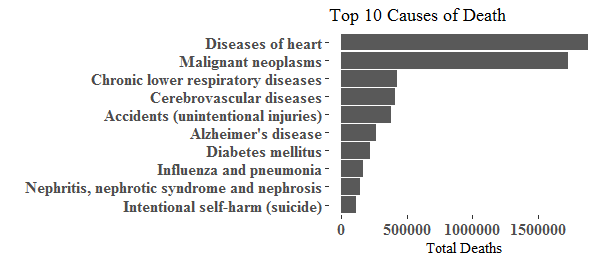 Top 10 Causes of Death
Diseases of heart
Malignant neoplasms
Chronic lower respiratory diseases
Cerebrovascular diseases
Accidents (unintentional injuries)
Alzheimer's disease
Diabetes mellitus
Influenza and pneumonia
Nephritis, nephrotic syndrome and nephrosis
Intentional self-harm (suicide)
0 500000 1000000 1500000
Total Deaths